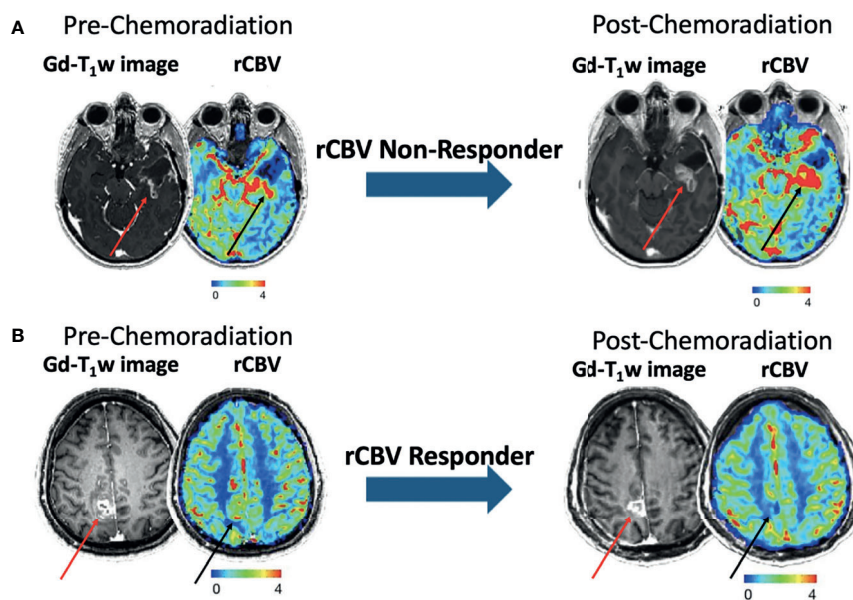 A
Pre-Chemoradiation
Post-Chemoradiation
Gd-T₁w image rCBV
Gd-T₁w image rCBV
rCBV Non-Responder
0 4
0 4
B
Pre-Chemoradiation
Post-Chemoradiation
Gd-T₁w image rCBV
Gd-T₁w image rCBV
rCBV Responder
0 4
0 4